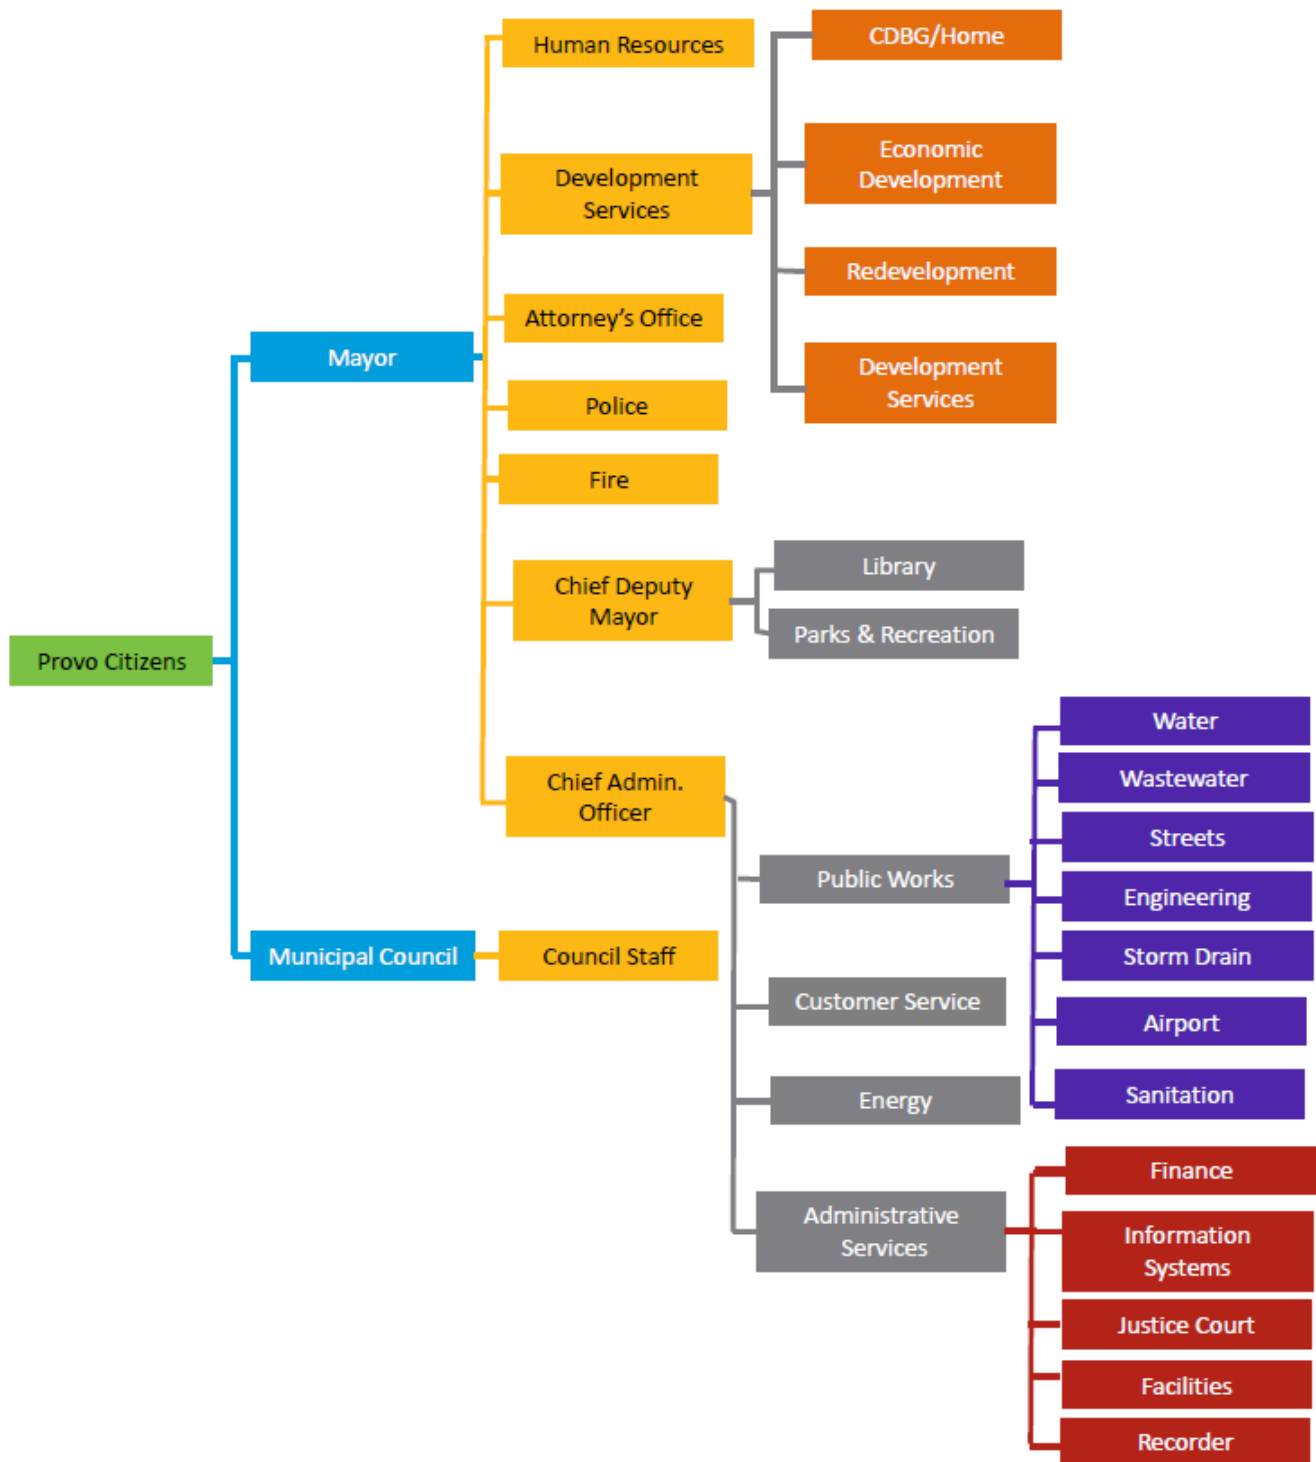 Human Resources
CDBG/Home
Economic
Development
Development
Services
Redevelopment
Attorney's Office
Mayor
Development
Services
Police
Fire
Library
Chief Deputy
Mayor
Parks & Recreation
Provo Citizens
Water
Chief Admin.
Officer
Wastewater
Streets
Public Works
Engineering
Municipal Council
Council Staff
Storm Drain
Customer Service
Airport
Energy
Sanitation
Finance
Administrative
Services
Information
Systems
Justice Court
Facilities
Recorder